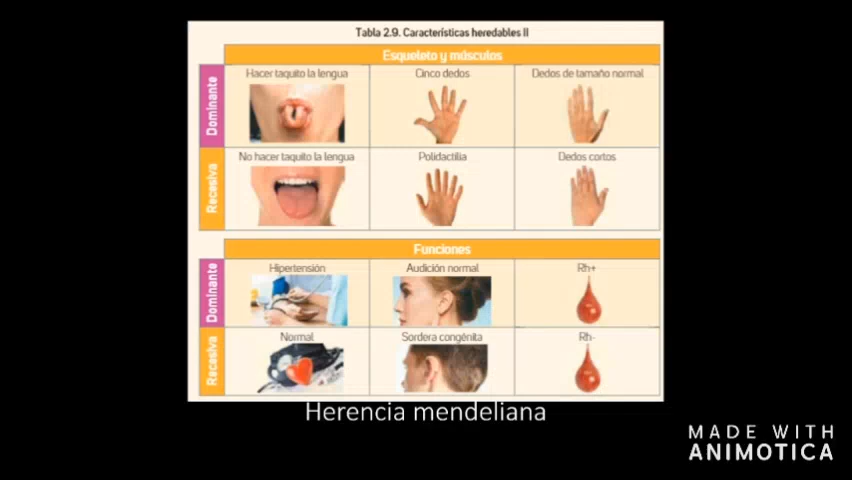 Tabla 2.9. Características heredables II
Esqueleto y músculos
Dominante
Hacer taquito la lengua
Cinco dedos
Dedos de tamaño normal
Recesiva
No hacer taquito la lengua
Polidactilia
Dedos cortos
Funciones
Dominante
Hipertensión
Audición normal
Rh+
Recesiva
Normal
Sordera congénita
Rh-
Herencia mendeliana
MADE WITH
ANIMOTICA